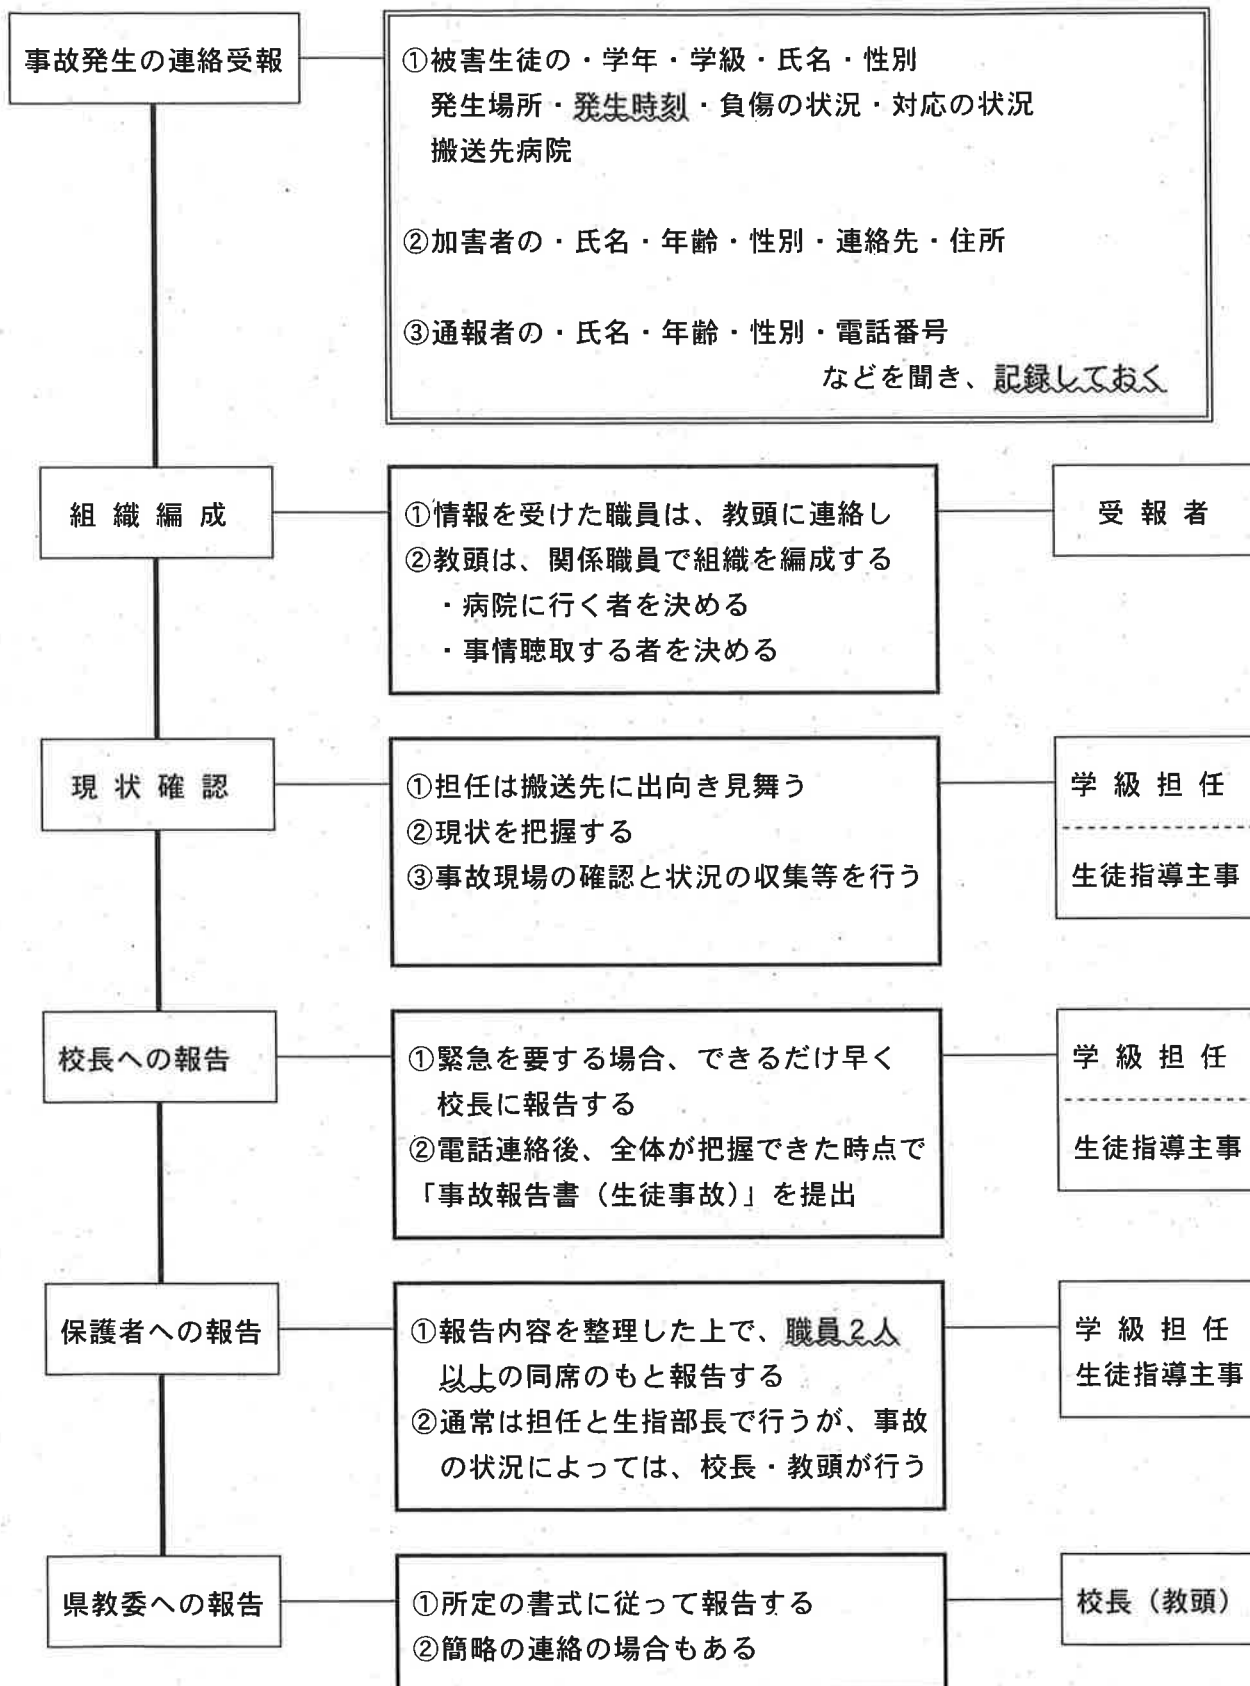 事故発生の連絡受報
①被害生徒の・学年・学級・氏名・性別
発生場所・発生時刻・負傷の状況・対応の状況
搬送先病院
②加害者の・氏名・年齢・性別・連絡先・住所
③通報者の・氏名・年齢・性別・電話番号
などを聞き、記録しておく
組織編成
①情報を受けた職員は、教頭に連絡し
②教頭は、関係職員で組織を編成する
・病院に行く者を決める
・事情聴取する者を決める
受報者
現状確認
①担任は搬送先に出向き見舞う
②現状を把握する
③事故現場の確認と状況の収集等を行う
学級担任
生徒指導主事
校長への報告
①緊急を要する場合、できるだけ早く
校長に報告する
②電話連絡後、全体が把握できた時点で
「事故報告書（生徒事故）」を提出
学級担任
生徒指導主事
保護者への報告
①報告内容を整理した上で、職員２人
以上の同席のもと報告する
②通常は担任と生指部長で行うが、事故
の状況によっては、校長・教頭が行う
学級担任
生徒指導主事
県教委への報告
①所定の書式に従って報告する
②簡略の連絡の場合もある
校長（教頭）